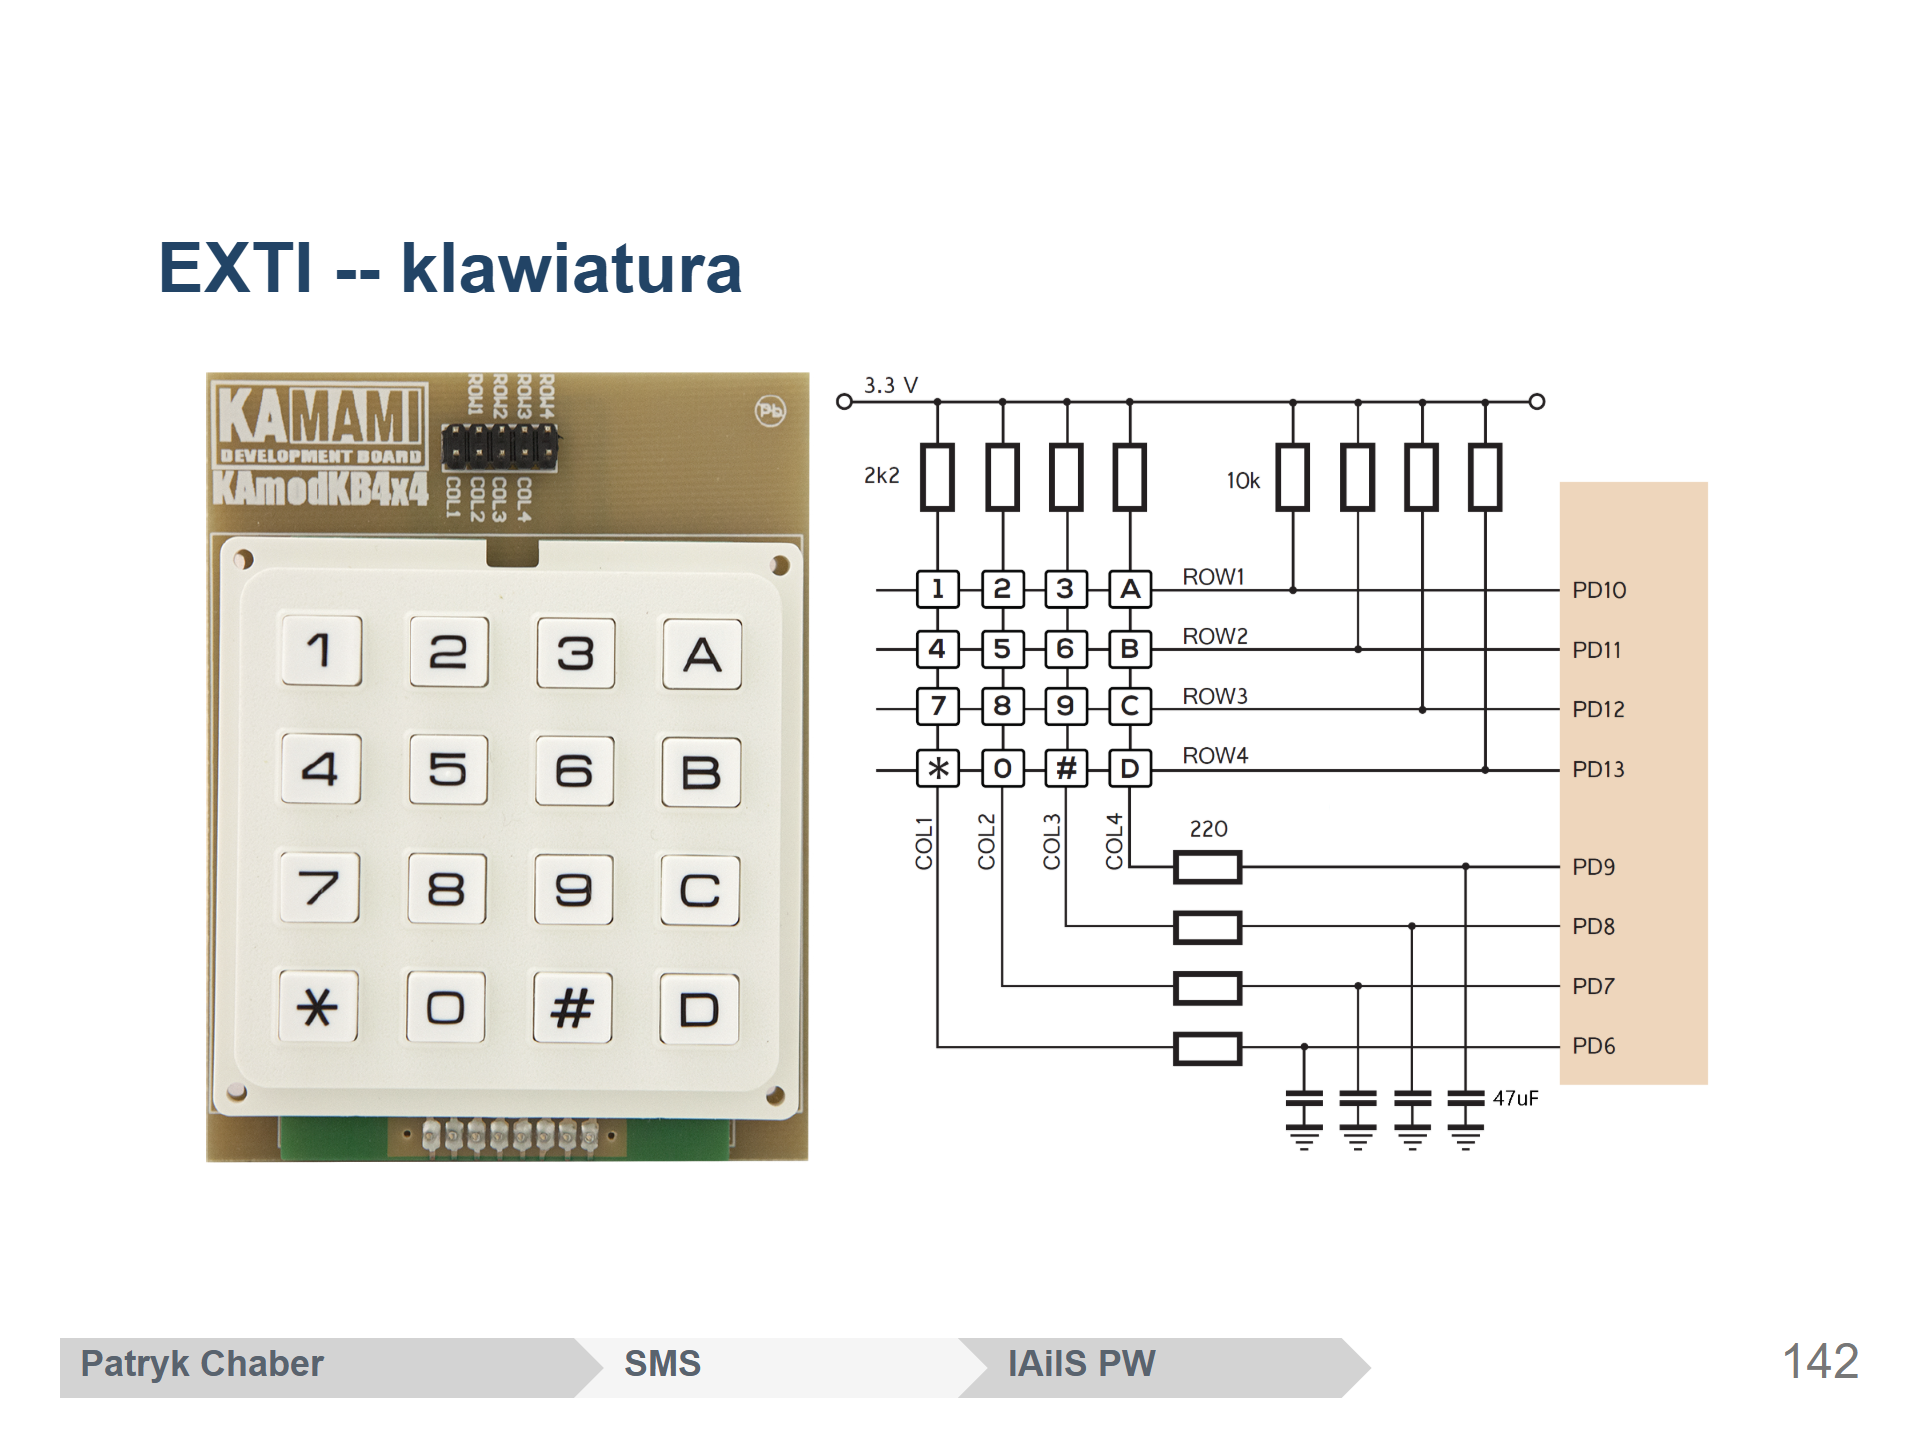 EXTI -- klawiatura
KAMAMI
DEVELOPMENT BOARD
KAmodKB4x4
ROW1
ROW2
ROW3
ROW4
COL1
COL2
COL3
COL4
Pb
1 2 3 A
4 5 6 B
7 8 9 C
* 0 # D
3.3 V
2k2
10k
1 2 3 A ROW1 PD10
4 5 6 B ROW2 PD11
7 8 9 C ROW3 PD12
* 0 # D ROW4 PD13
COL1 COL2 COL3 COL4
220
PD9
PD8
PD7
PD6
47uF
Patryk Chaber
SMS
IAiIS PW
142